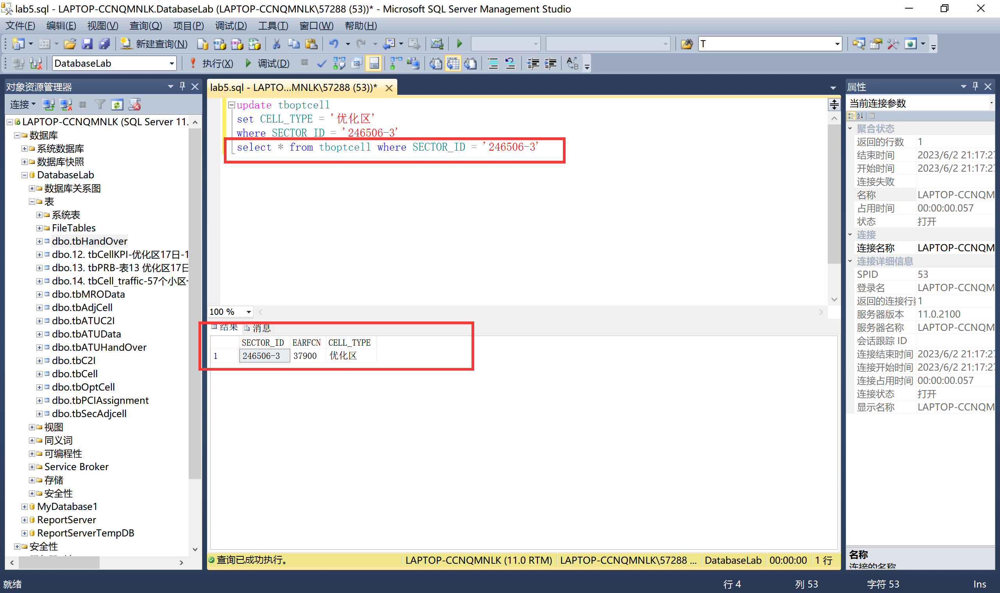 lab5.sql - LAPTOP-CCNQMNLK.DatabaseLab (LAPTOP-CCNQMNLK\57288 (53))* - Microsoft SQL Server Management Studio
文件(F) 编辑(E) 视图(V) 查询(Q) 项目(P) 调试(D) 工具(T) 窗口(W) 帮助(H)
新建查询(N) T
DatabaseLab 执行(X) 调试(D)
对象资源管理器
连接
LAPTOP-CCNQMNLK (SQL Server 11.
数据库
系统数据库
数据库快照
DatabaseLab
数据库关系图
表
系统表
FileTables
dbo.tbHandOver
dbo.12. tbCellKPI-优化区17日-1
dbo.13. tbPRB-表13 优化区17日
dbo.14. tbCell_traffic-57个小区-
dbo.tbMROData
dbo.tbAdjCell
dbo.tbATUC2I
dbo.tbATUData
dbo.tbATUHandOver
dbo.tbC2I
dbo.tbCell
dbo.tbOptCell
dbo.tbPCIAssignment
dbo.tbSecAdjcell
视图
同义词
可编程性
Service Broker
存储
安全性
MyDatabase1
ReportServer
ReportServerTempDB
安全性
lab5.sql - LAPTO...MNLK\57288 (53))*
update tboptcell
set CELL_TYPE = '优化区'
where SECTOR_ID = '246506-3'
select * from tboptcell where SECTOR_ID = '246506-3'
100 %
结果 消息
SECTOR_ID EARFCN CELL_TYPE
1 246506-3 37900 优化区
查询已成功执行。 LAPTOP-CCNQMNLK (11.0 RTM) LAPTOP-CCNQMNLK\57288 ... DatabaseLab 00:00:00 1 行
属性
当前连接参数
聚合状态
返回的行数 1
结束时间 2023/6/2 21:17:27
开始时间 2023/6/2 21:17:27
连接失败
名称 LAPTOP-CCNQM
占用时间 00:00:00.057
状态 打开
连接
连接名称 LAPTOP-CCNQM
连接详细信息
SPID 53
登录名 LAPTOP-CCNQM
返回的连接行数 1
服务器版本 11.0.2100
服务器名称 LAPTOP-CCNQM
会话跟踪 ID
连接结束时间 2023/6/2 21:17:27
连接开始时间 2023/6/2 21:17:27
连接占用时间 00:00:00.057
连接状态 打开
显示名称 LAPTOP-CCNQM
名称
连接的名称
就绪 行 4 列 53 字符 53 Ins